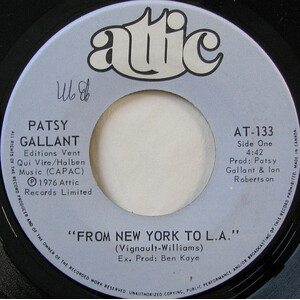 attic
PATSY
GALLANT
Editions Vent
Qui Vire/Halben
Music (CAPAC)
Ⓟ1976 Attic
Records Limited
AT-133
Side One
4:42
Prod: Patsy
Gallant & Ian
Robertson
"FROM NEW YORK TO L.A."
(Vignault-Williams)
Ex. Prod: Ben Kaye